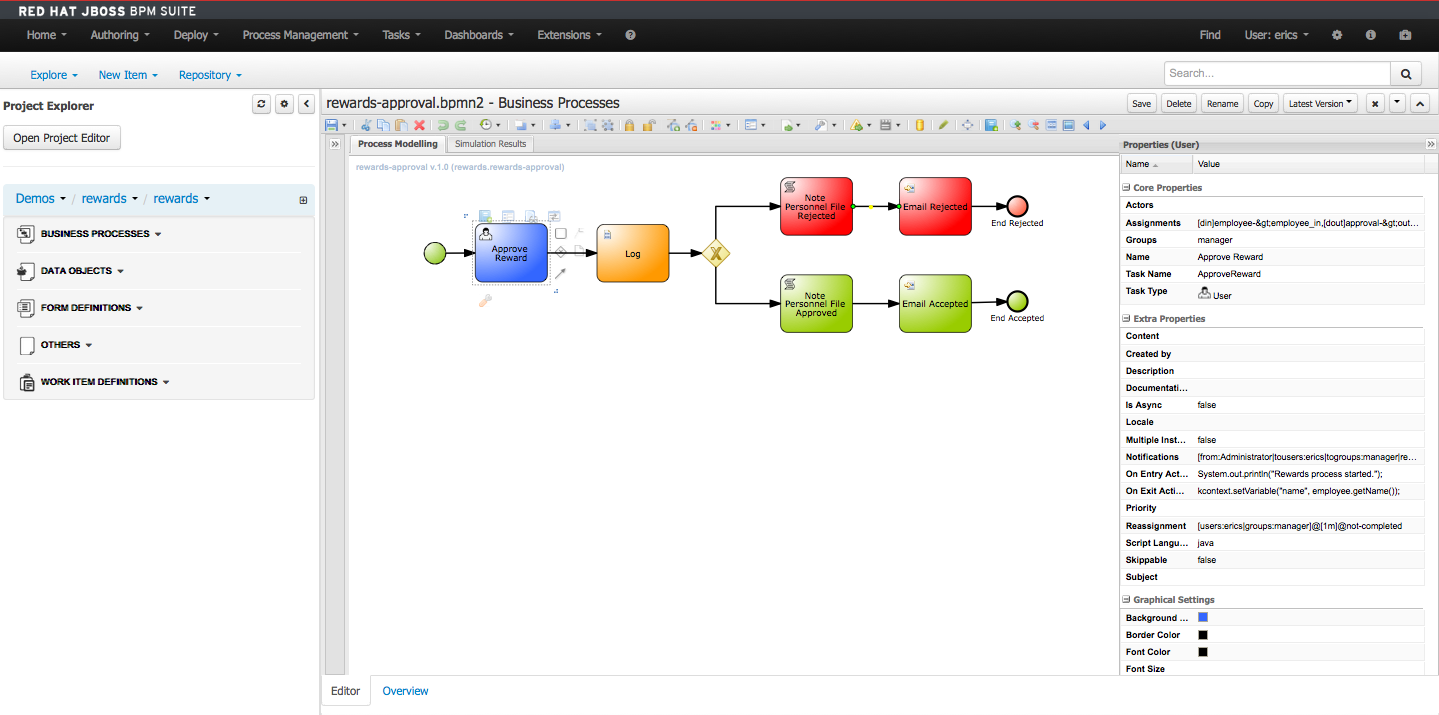 RED HAT JBOSS BPM SUITE
Home Authoring Deploy Process Management Tasks Dashboards Extensions Find User: erics
Explore New Item Repository Search...
Project Explorer
Open Project Editor
Demos / rewards / rewards
BUSINESS PROCESSES
DATA OBJECTS
FORM DEFINITIONS
OTHERS
WORK ITEM DEFINITIONS
rewards-approval.bpmn2 - Business Processes
Save Delete Rename Copy Latest Version
Process Modelling Simulation Results
rewards-approval v.1.0 (rewards.rewards-approval)
Approve
Reward
Log
X
Note
Personnel File
Rejected
Email Rejected
End Rejected
Note
Personnel File
Approved
Email Accepted
End Accepted
Properties (User)
Name Value
Core Properties
Actors
Assignments [din]employee-&gt;employee_in,[dout]approval-&gt;out...
Groups manager
Name Approve Reward
Task Name ApproveReward
Task Type User
Extra Properties
Content
Created by
Description
Documentati...
Is Async false
Locale
Multiple Inst... false
Notifications [from:Administrator|tousers:erics|togroups:manager|re...
On Entry Act... System.out.println("Rewards process started.");
On Exit Acti... kcontext.setVariable("name", employee.getName());
Priority
Reassignment [users:erics|groups:manager]@[1m]@not-completed
Script Langu... java
Skippable false
Subject
Graphical Settings
Background ...
Border Color
Font Color
Font Size
Editor Overview